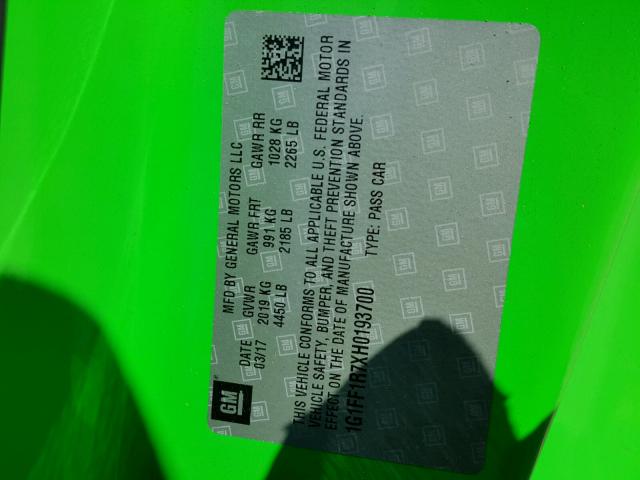 GM
MFD BY GENERAL MOTORS LLC
DATE GVWR GAWR FRT GAWR RR
03/17 2019 KG 991 KG 1028 KG
4450 LB 2185 LB 2265 LB
THIS VEHICLE CONFORMS TO ALL APPLICABLE U.S. FEDERAL MOTOR
VEHICLE SAFETY, BUMPER, AND THEFT PREVENTION STANDARDS IN
EFFECT ON THE DATE OF MANUFACTURE SHOWN ABOVE.
1G1FF1R7XH0193700 TYPE: PASS CAR